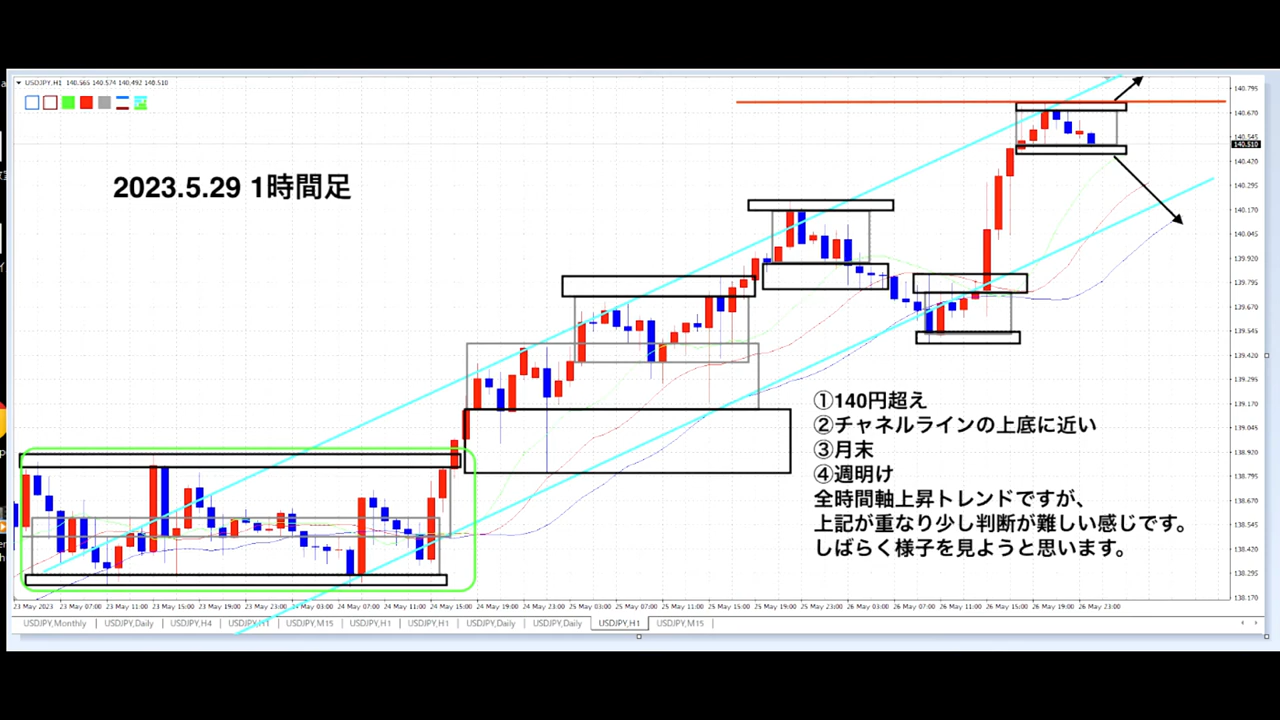 USDJPY,H1 140.565 140.574 140.492 140.510
2023.5.29 1時間足
①140円超え
②チャネルラインの上底に近い
③月末
④週明け
全時間軸上昇トレンドですが、
上記が重なり少し判断が難しい感じです。
しばらく様子を見ようと思います。
140.795
140.670
140.545
140.510
140.420
140.295
140.170
140.045
139.920
139.795
139.670
139.545
139.420
139.295
139.170
139.045
138.920
138.795
138.670
138.545
138.420
138.295
138.170
23 May 2023 23 May 07:00 23 May 11:00 23 May 15:00 23 May 19:00 23 May 23:00 24 May 03:00 24 May 07:00 24 May 11:00 24 May 15:00 24 May 19:00 24 May 23:00 25 May 03:00 25 May 07:00 25 May 11:00 25 May 15:00 25 May 19:00 25 May 23:00 26 May 03:00 26 May 07:00 26 May 11:00 26 May 15:00 26 May 19:00 26 May 23:00
USDJPY,Monthly USDJPY,Daily USDJPY,H4 USDJPY,H1 USDJPY,M15 USDJPY,H1 USDJPY,H1 USDJPY,Daily USDJPY,Daily USDJPY,H1 USDJPY,M15